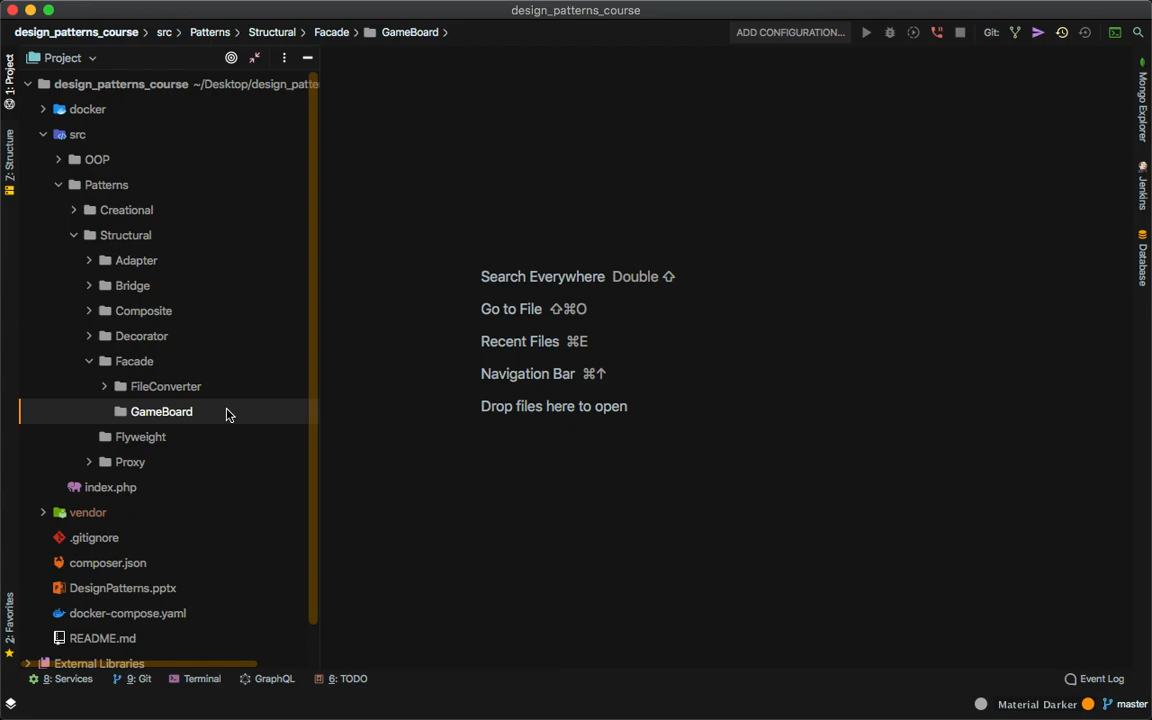 design_patterns_course
design_patterns_course > src > Patterns > Structural > Facade > GameBoard >
ADD CONFIGURATION...
Git:
1: Project
Project
design_patterns_course ~/Desktop/design_patte
docker
src
OOP
Patterns
Creational
Structural
Adapter
Bridge
Composite
Decorator
Facade
FileConverter
GameBoard
Flyweight
Proxy
index.php
vendor
.gitignore
composer.json
DesignPatterns.pptx
docker-compose.yaml
README.md
External Libraries
Z: Structure
2: Favorites
Search Everywhere Double ⇧
Go to File ⇧⌘O
Recent Files ⌘E
Navigation Bar ⌘↑
Drop files here to open
Mongo Explorer
Jenkins
Database
8: Services
9: Git
Terminal
GraphQL
6: TODO
Event Log
Material Darker
master